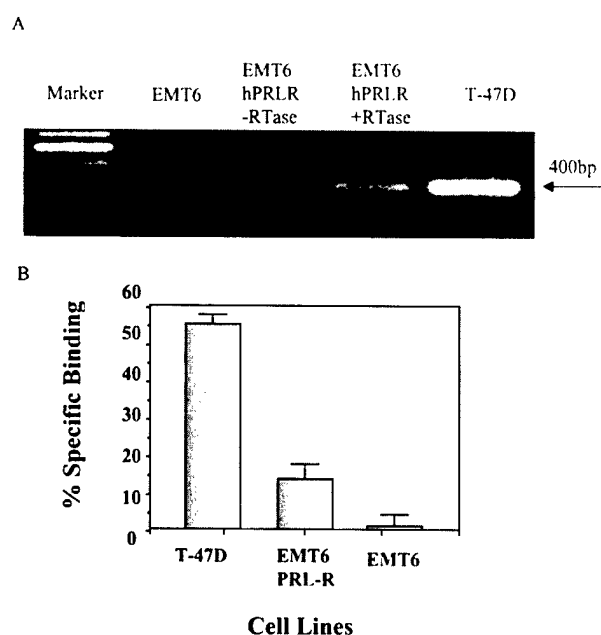 A
Marker
EMT6
EMT6
hPRLR
-RTase
EMT6
hPRLR
+RTase
T-47D
400bp
B
% Specific Binding
60
50
40
30
20
10
0
T-47D
EMT6
PRL-R
EMT6
Cell Lines